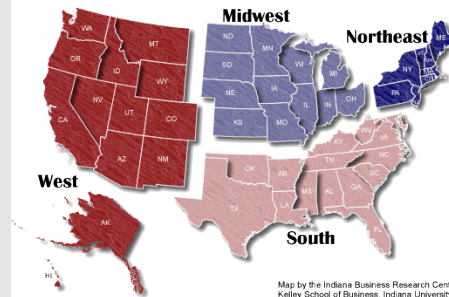 Midwest
Northeast
WA
MT
ND
MN
ME
OR
ID
WY
SD
WI
MI
NY
NV
UT
CO
NE
IA
IL
IN
OH
PA
CA
KS
MO
AZ
NM
OK
AR
TN
KY
WV
VA
NC
SC
West
TX
LA
MS
AL
GA
FL
AK
HI
South
Map by the Indiana Business Research Cent
Kelley School of Business, Indiana University